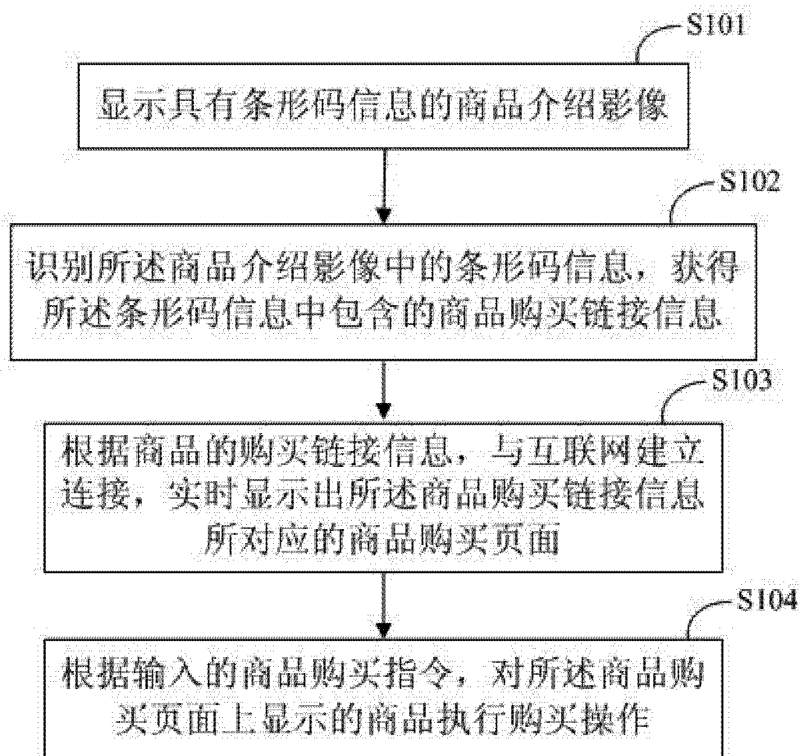 S101
显示具有条形码信息的商品介绍影像
S102
识别所述商品介绍影像中的条形码信息，获得
所述条形码信息中包含的商品购买链接信息
S103
根据商品的购买链接信息，与互联网建立
连接，实时显示出所述商品购买链接信息
所对应的商品购买页面
S104
根据输入的商品购买指令，对所述商品购
买页面上显示的商品执行购买操作